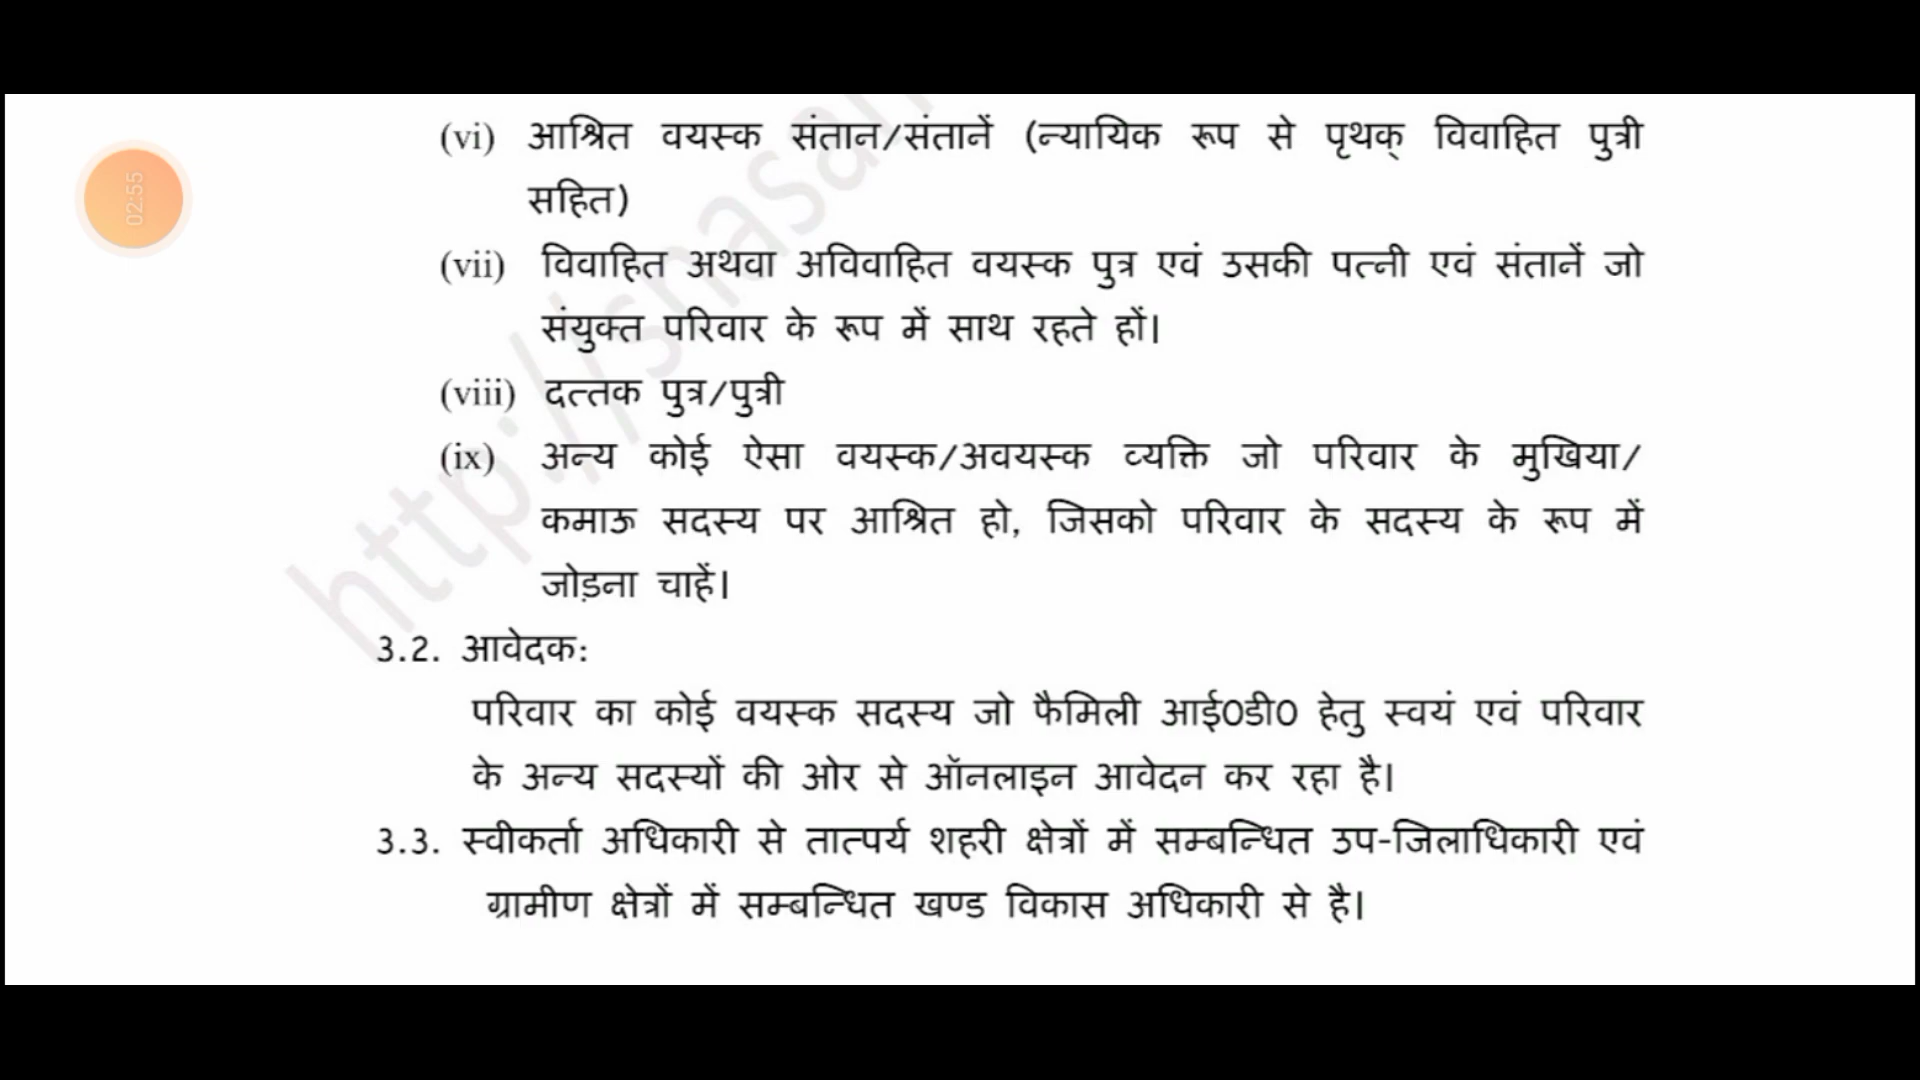 (vi) आश्रित वयस्क संतान/संतानें (न्यायिक रूप से पृथक् विवाहित पुत्री
सहित)
(vii) विवाहित अथवा अविवाहित वयस्क पुत्र एवं उसकी पत्नी एवं संतानें जो
संयुक्त परिवार के रूप में साथ रहते हों।
(viii) दत्तक पुत्र/पुत्री
(ix) अन्य कोई ऐसा वयस्क/अवयस्क व्यक्ति जो परिवार के मुखिया/
कमाऊ सदस्य पर आश्रित हो, जिसको परिवार के सदस्य के रूप में
जोड़ना चाहें।
3.2. आवेदक:
परिवार का कोई वयस्क सदस्य जो फैमिली आई0डी0 हेतु स्वयं एवं परिवार
के अन्य सदस्यों की ओर से ऑनलाइन आवेदन कर रहा है।
3.3. स्वीकर्ता अधिकारी से तात्पर्य शहरी क्षेत्रों में सम्बन्धित उप-जिलाधिकारी एवं
ग्रामीण क्षेत्रों में सम्बन्धित खण्ड विकास अधिकारी से है।
02:55